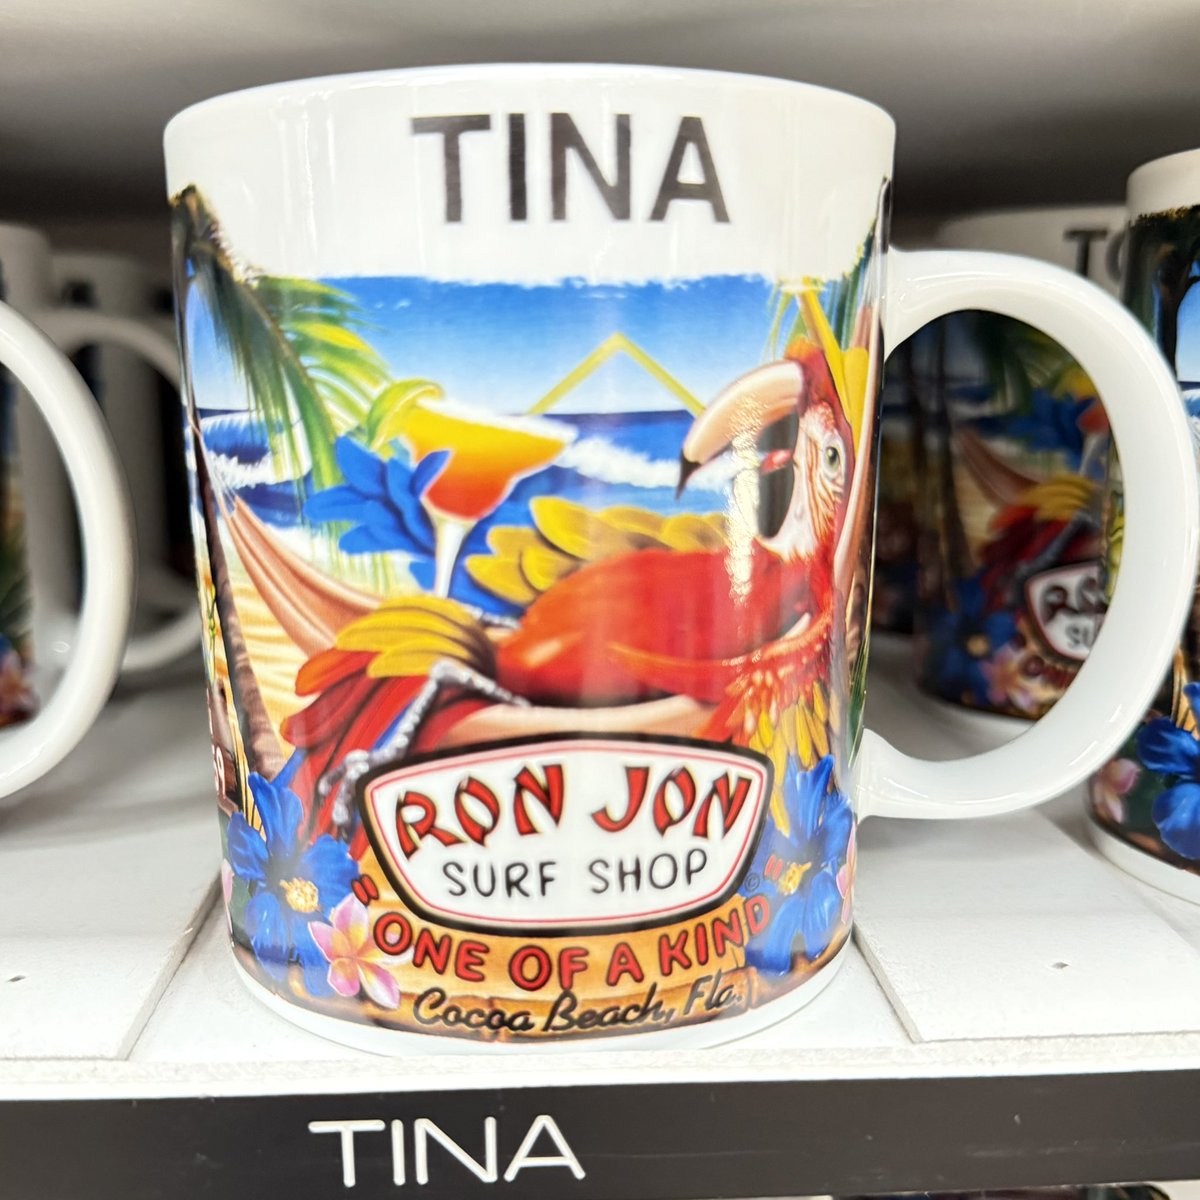 TINA
RON JON
SURF SHOP
©
"ONE OF A KIND"
Cocoa Beach, Fla.
TINA